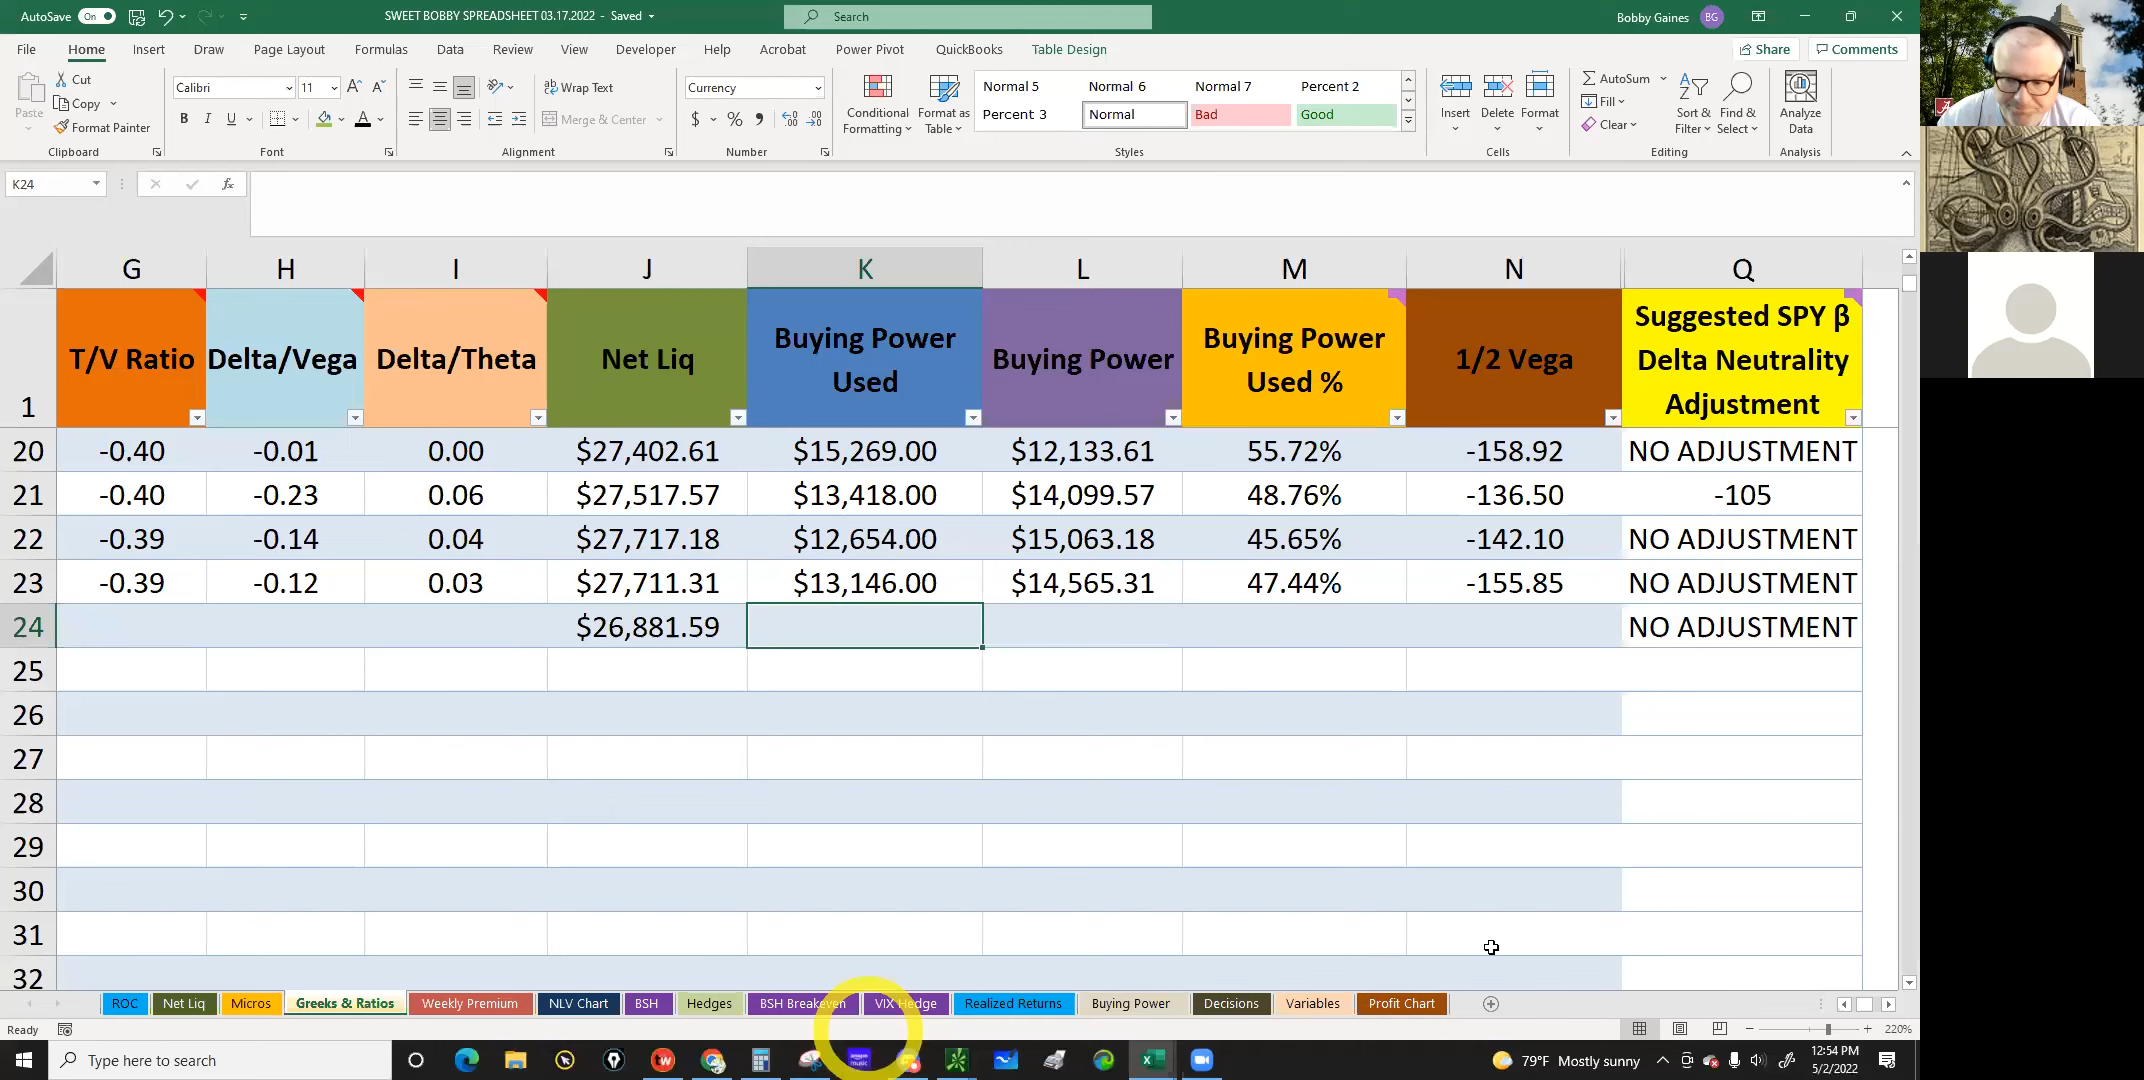 AutoSave On SWEET BOBBY SPREADSHEET 03.17.2022 - Saved Search Bobby Gaines BG
File Home Insert Draw Page Layout Formulas Data Review View Developer Help Acrobat Power Pivot QuickBooks Table Design Share Comments
Paste Cut Copy Format Painter Clipboard
Calibri 11 B I U A Font
Wrap Text Merge & Center Alignment
Currency $ % Number
Conditional Formatting Format as Table
Normal 5 Normal 6 Normal 7 Percent 2
Percent 3 Normal Bad Good
Styles
Insert Delete Format Cells
AutoSum Fill Clear Sort & Filter Find & Select Editing
Analyze Data Analysis
K24 fx
G H I J K L M N Q
1 T/V Ratio Delta/Vega Delta/Theta Net Liq Buying Power Used Buying Power Buying Power Used % 1/2 Vega Suggested SPY β Delta Neutrality Adjustment
20 -0.40 -0.01 0.00 $27,402.61 $15,269.00 $12,133.61 55.72% -158.92 NO ADJUSTMENT
21 -0.40 -0.23 0.06 $27,517.57 $13,418.00 $14,099.57 48.76% -136.50 -105
22 -0.39 -0.14 0.04 $27,717.18 $12,654.00 $15,063.18 45.65% -142.10 NO ADJUSTMENT
23 -0.39 -0.12 0.03 $27,711.31 $13,146.00 $14,565.31 47.44% -155.85 NO ADJUSTMENT
24 $26,881.59 NO ADJUSTMENT
25
26
27
28
29
30
31
32
ROC Net Liq Micros Greeks & Ratios Weekly Premium NLV Chart BSH Hedges BSH Breakeven VIX Hedge Realized Returns Buying Power Decisions Variables Profit Chart
Ready 220%
Type here to search 79°F Mostly sunny 12:54 PM
5/2/2022